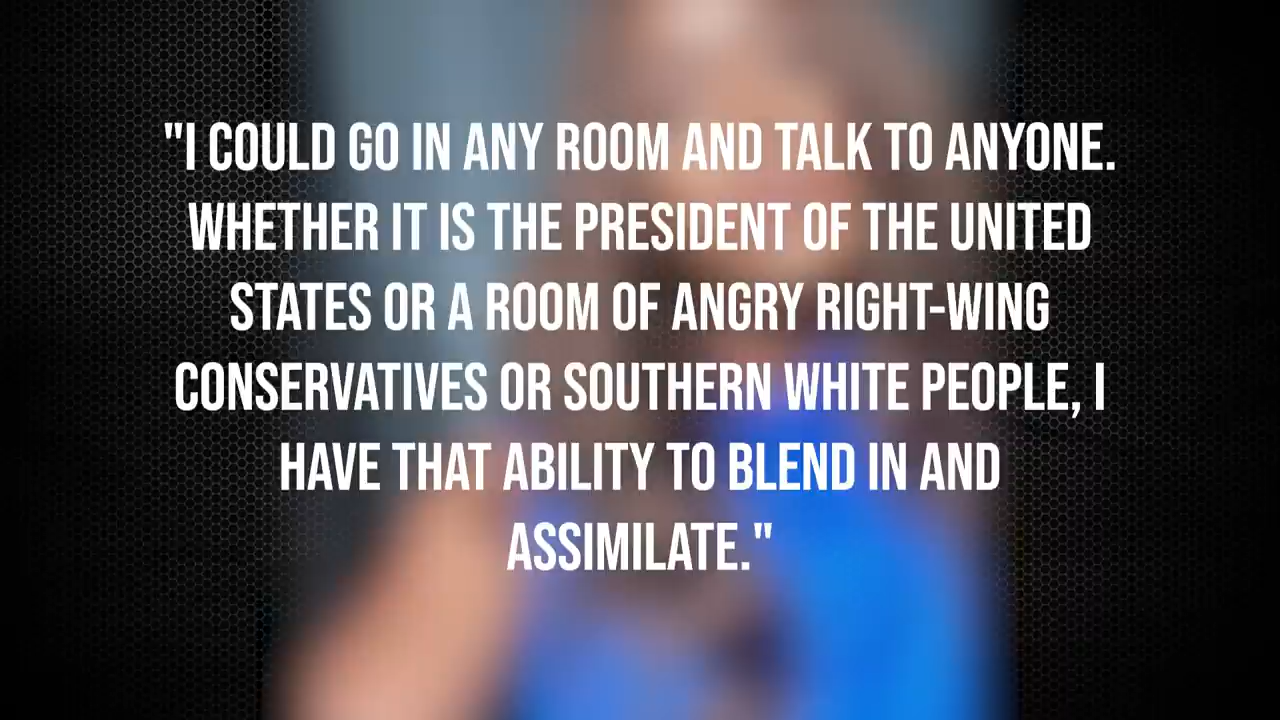 "I COULD GO IN ANY ROOM AND TALK TO ANYONE.
WHETHER IT IS THE PRESIDENT OF THE UNITED
STATES OR A ROOM OF ANGRY RIGHT-WING
CONSERVATIVES OR SOUTHERN WHITE PEOPLE, I
HAVE THAT ABILITY TO BLEND IN AND
ASSIMILATE."